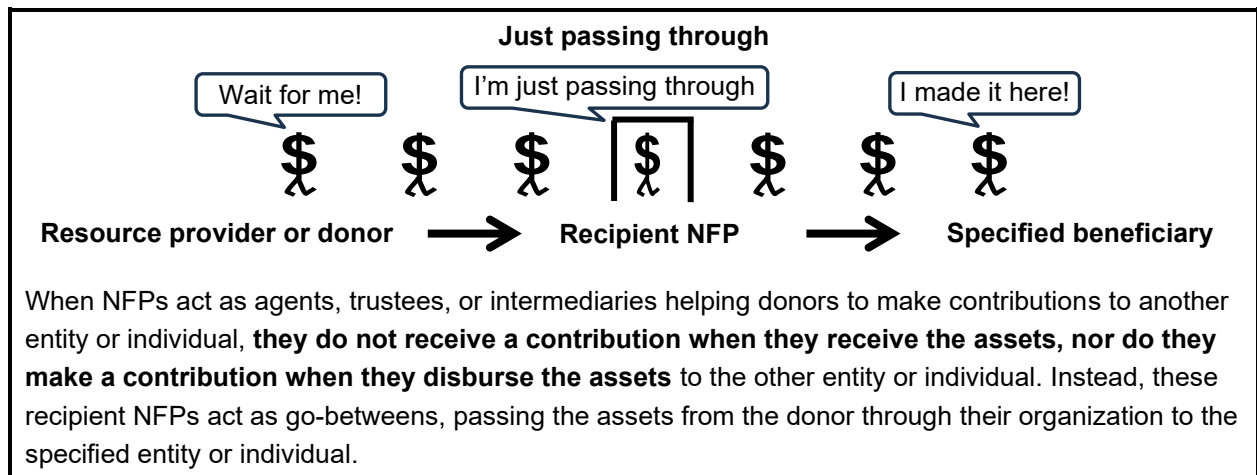 Just passing through
Wait for me!
I'm just passing through
I made it here!
$ $ $ $ $ $ $
Resource provider or donor
Recipient NFP
Specified beneficiary
When NFPs act as agents, trustees, or intermediaries helping donors to make contributions to another
entity or individual, they do not receive a contribution when they receive the assets, nor do they
make a contribution when they disburse the assets to the other entity or individual. Instead, these
recipient NFPs act as go-betweens, passing the assets from the donor through their organization to the
specified entity or individual.